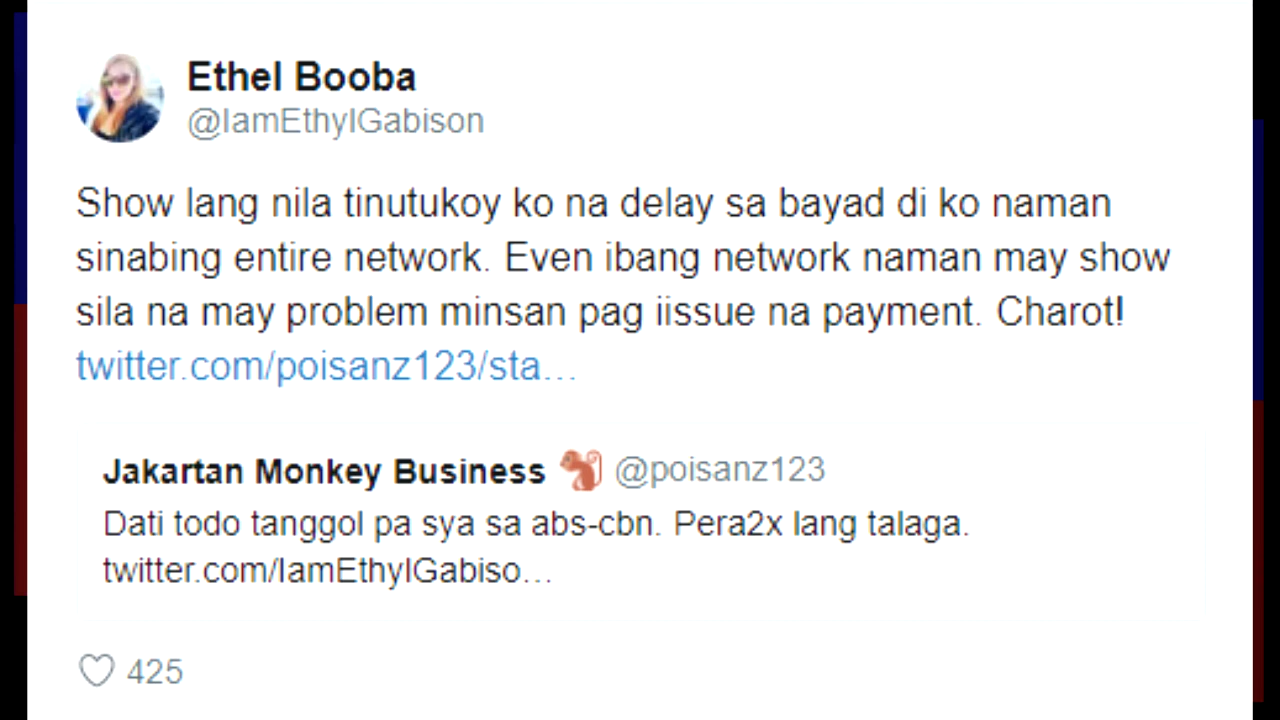 Ethel Booba
@IamEthylGabison
Show lang nila tinutukoy ko na delay sa bayad di ko naman
sinabing entire network. Even ibang network naman may show
sila na may problem minsan pag iissue na payment. Charot!
twitter.com/poisanz123/sta…
Jakartan Monkey Business 🐒 @poisanz123
Dati todo tanggol pa sya sa abs-cbn. Pera2x lang talaga.
twitter.com/IamEthylGabiso…
425